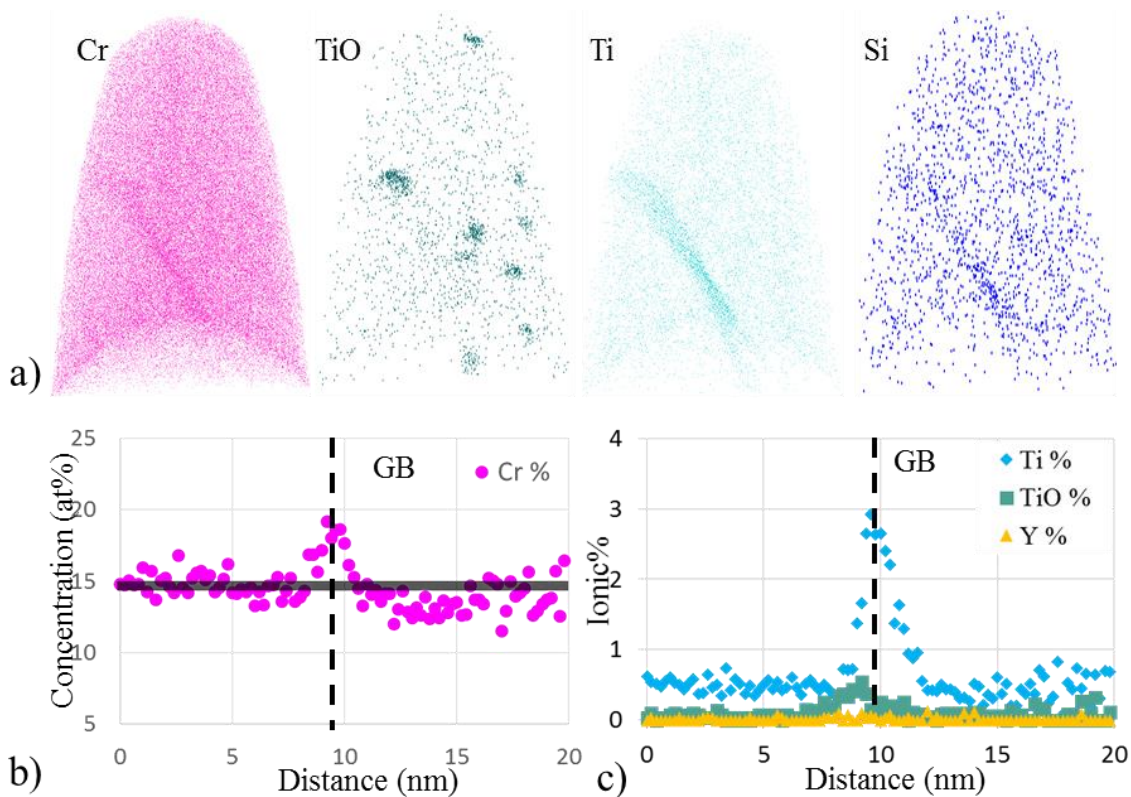 Cr
TiO
Ti
Si
a)
25
20
15
10
5
0
5
10
15
20
Concentration (at%)
Distance (nm)
GB
Cr %
b)
4
3
2
1
0
0
5
10
15
20
Ionic%
Distance (nm)
GB
Ti %
TiO %
Y %
c)